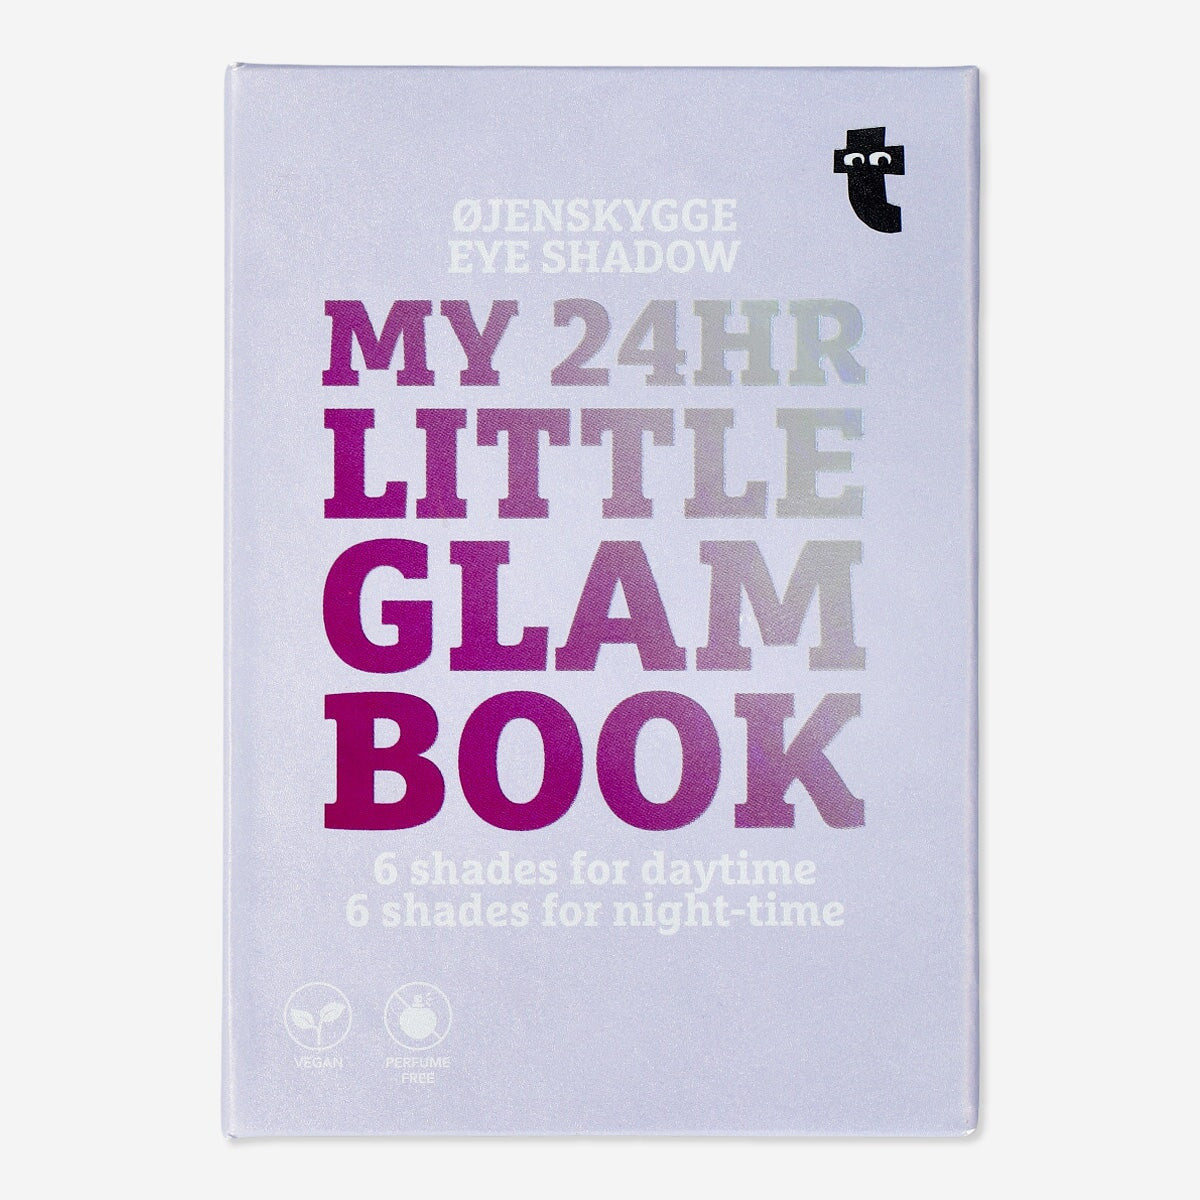 ØJENSKYGGE
EYE SHADOW
MY 24HR
LITTLE
GLAM
BOOK
6 shades for daytime
6 shades for night-time
VEGAN
PERFUME
FREE